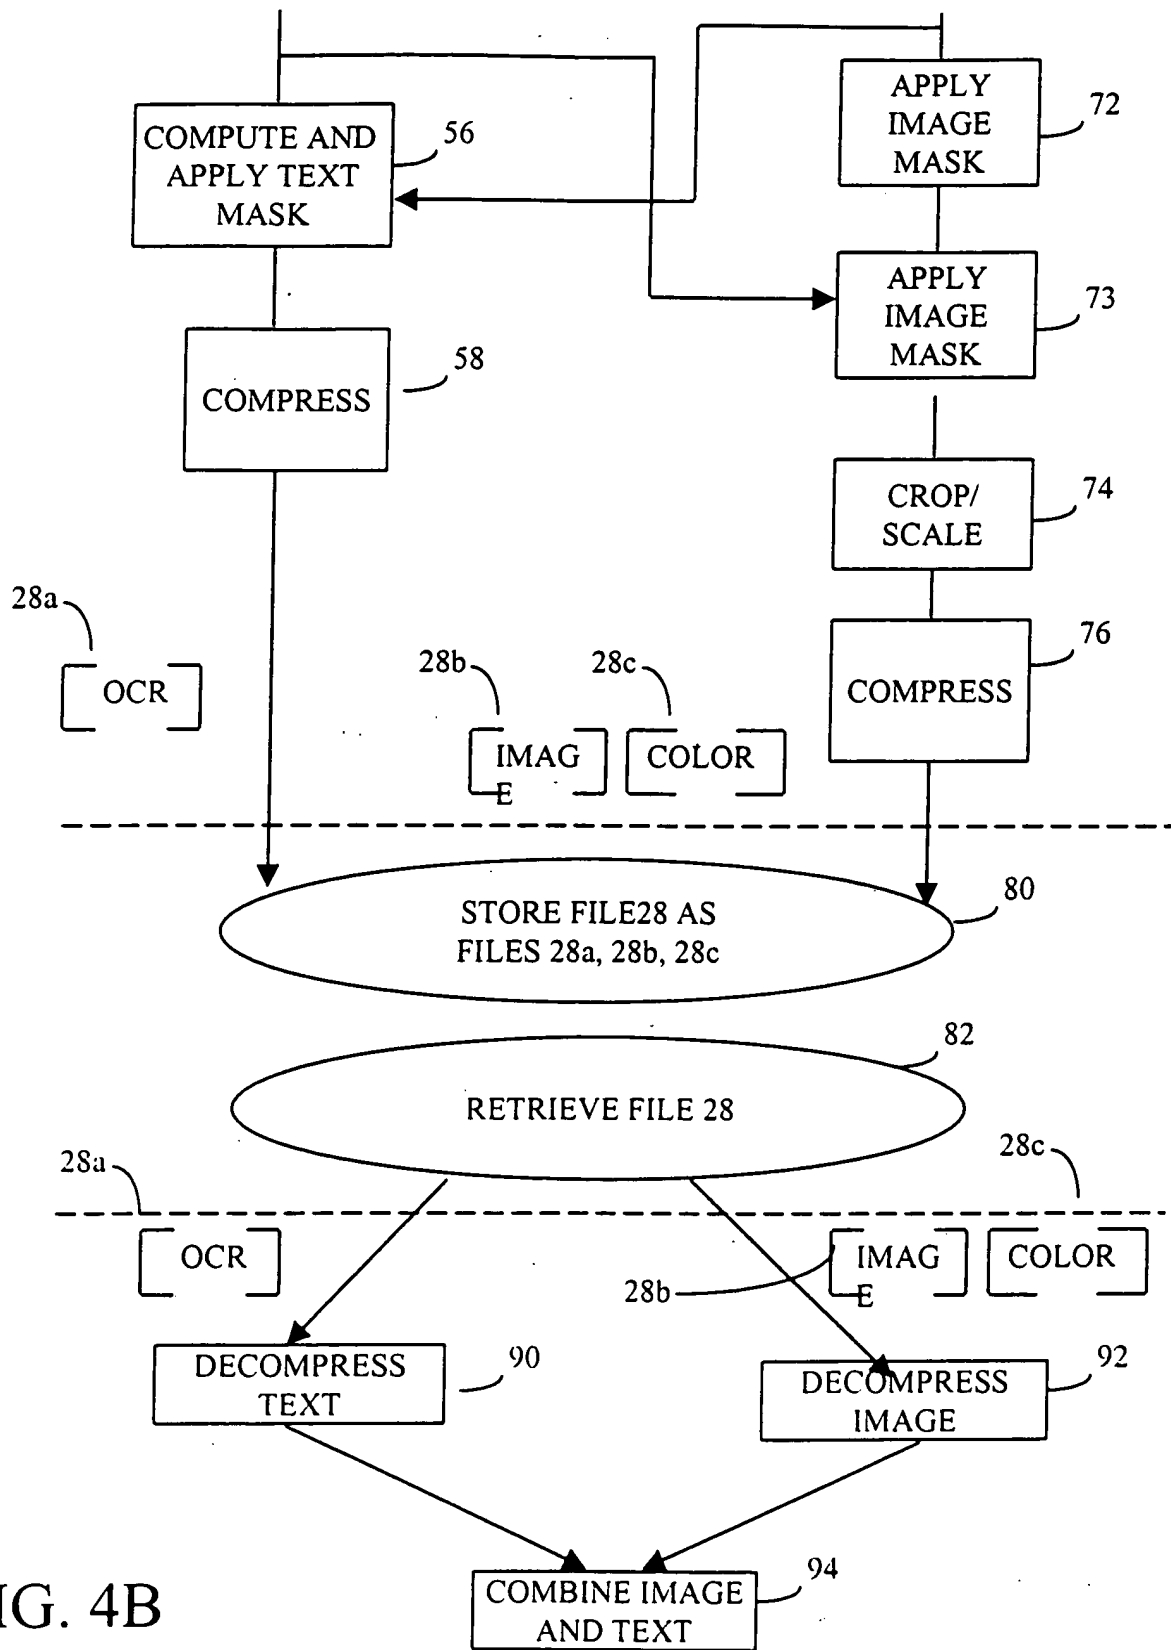 APPLY
IMAGE
MASK
72
COMPUTE AND
APPLY TEXT
MASK
56
APPLY
IMAGE
MASK
73
COMPRESS
58
CROP/
SCALE
74
28a
OCR
28b
IMAG
E
28c
COLOR
COMPRESS
76
STORE FILE28 AS
FILES 28a, 28b, 28c
80
RETRIEVE FILE 28
82
28a
OCR
28c
IMAG
E
COLOR
28b
DECOMPRESS
TEXT
90
DECOMPRESS
IMAGE
92
COMBINE IMAGE
AND TEXT
94
IG. 4B